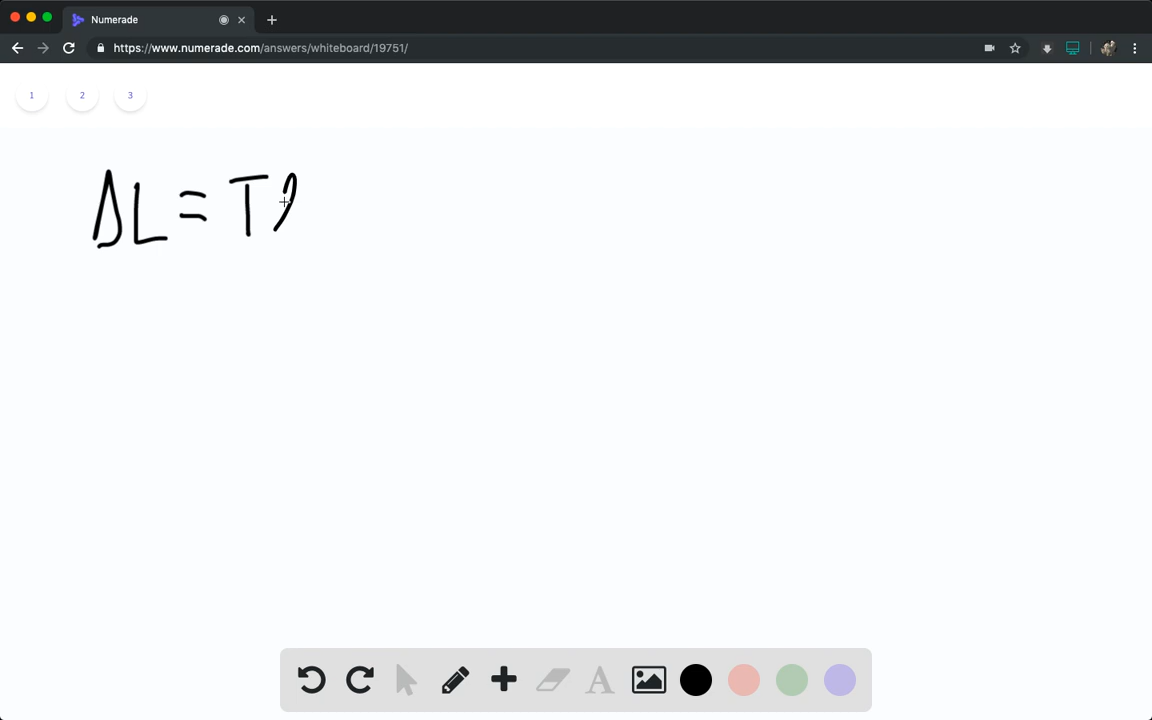 Numerade
https://www.numerade.com/answers/whiteboard/19751/
1 2 3
ΔL = T
A